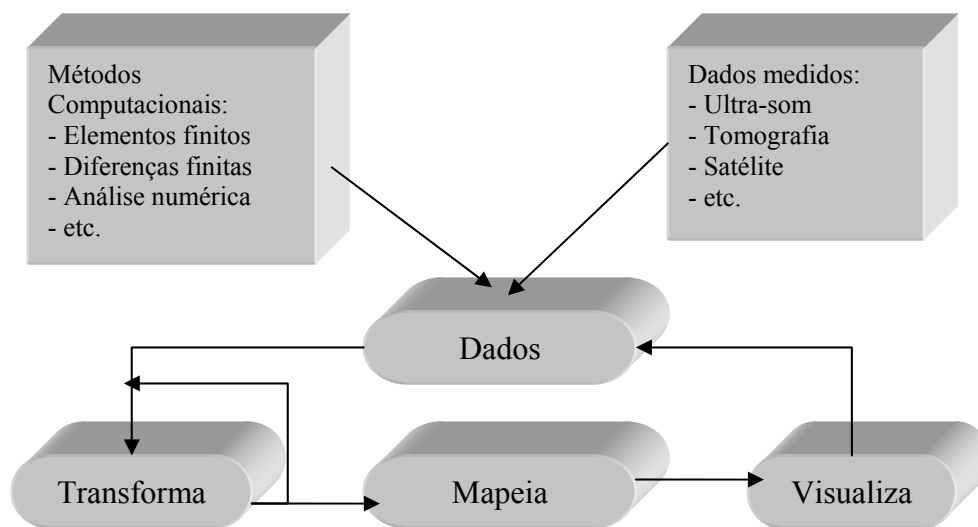 Métodos
Computacionais:
- Elementos finitos
- Diferenças finitas
- Análise numérica
- etc.
Dados medidos:
- Ultra-som
- Tomografia
- Satélite
- etc.
Dados
Transforma
Mapeia
Visualiza